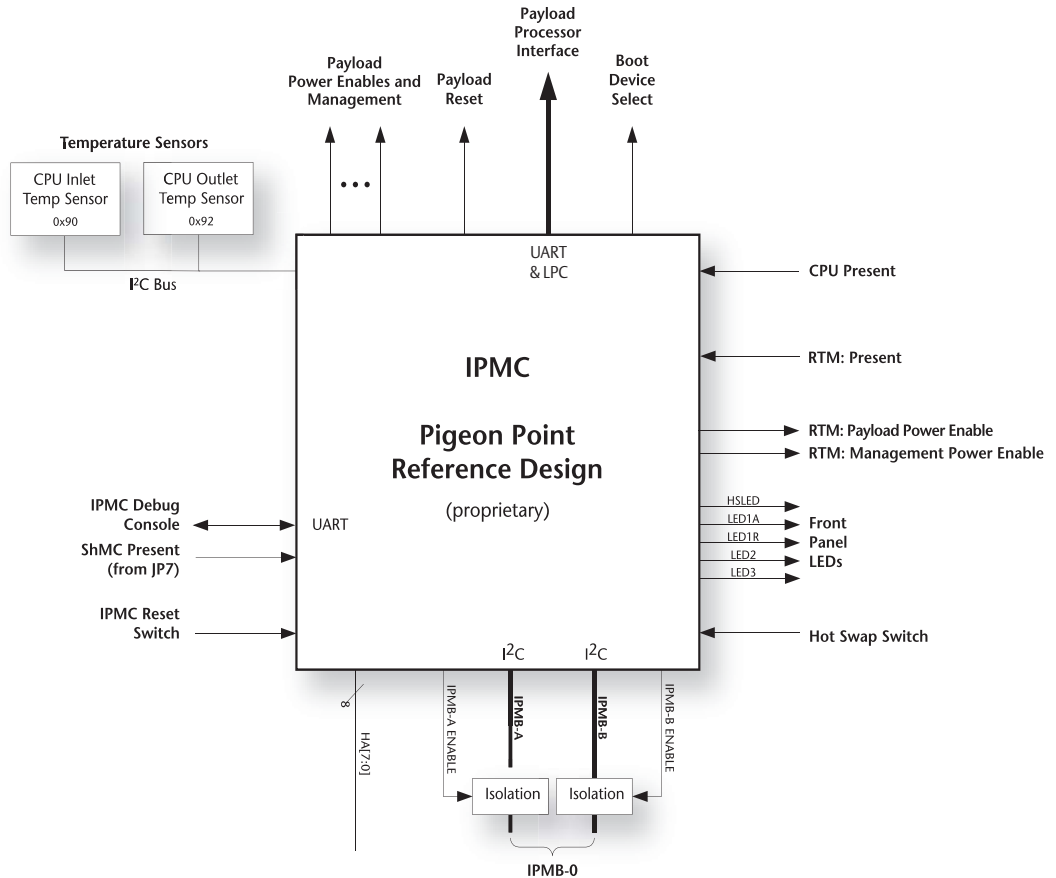 Payload
Processor
Interface
Payload
Power Enables and
Management
Payload
Reset
Boot
Device
Select
Temperature Sensors
CPU Inlet
Temp Sensor
0x90
CPU Outlet
Temp Sensor
0x92
I²C Bus
UART
& LPC
CPU Present
IPMC
RTM: Present
Pigeon Point
Reference Design
(proprietary)
RTM: Payload Power Enable
RTM: Management Power Enable
HSLED
LED1A
LED1R
LED2
LED3
Front
Panel
LEDs
IPMC Debug
Console
UART
ShMC Present
(from JP7)
IPMC Reset
Switch
Hot Swap Switch
I²C
I²C
8
HA[7:0]
IPMB-A ENABLE
IPMB-A
IPMB-B
IPMB-B ENABLE
Isolation
Isolation
IPMB-0